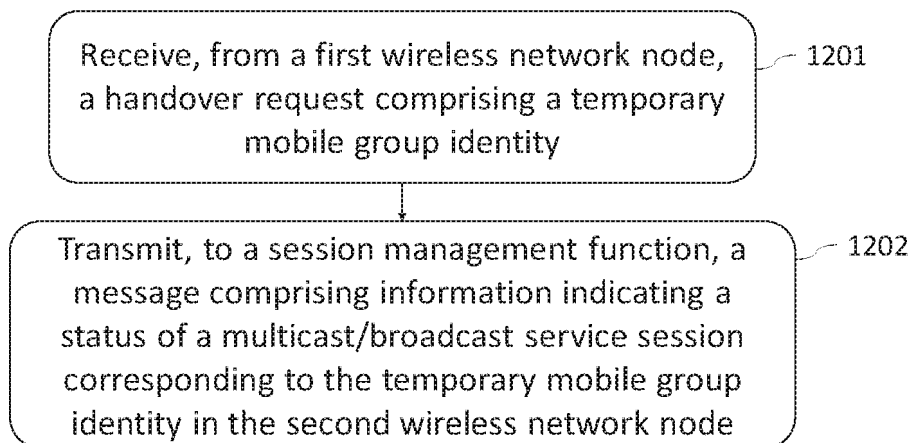 Receive, from a first wireless network node,
a handover request comprising a temporary
mobile group identity
1201
Transmit, to a session management function, a
message comprising information indicating a
status of a multicast/broadcast service session
corresponding to the temporary mobile group
identity in the second wireless network node
1202